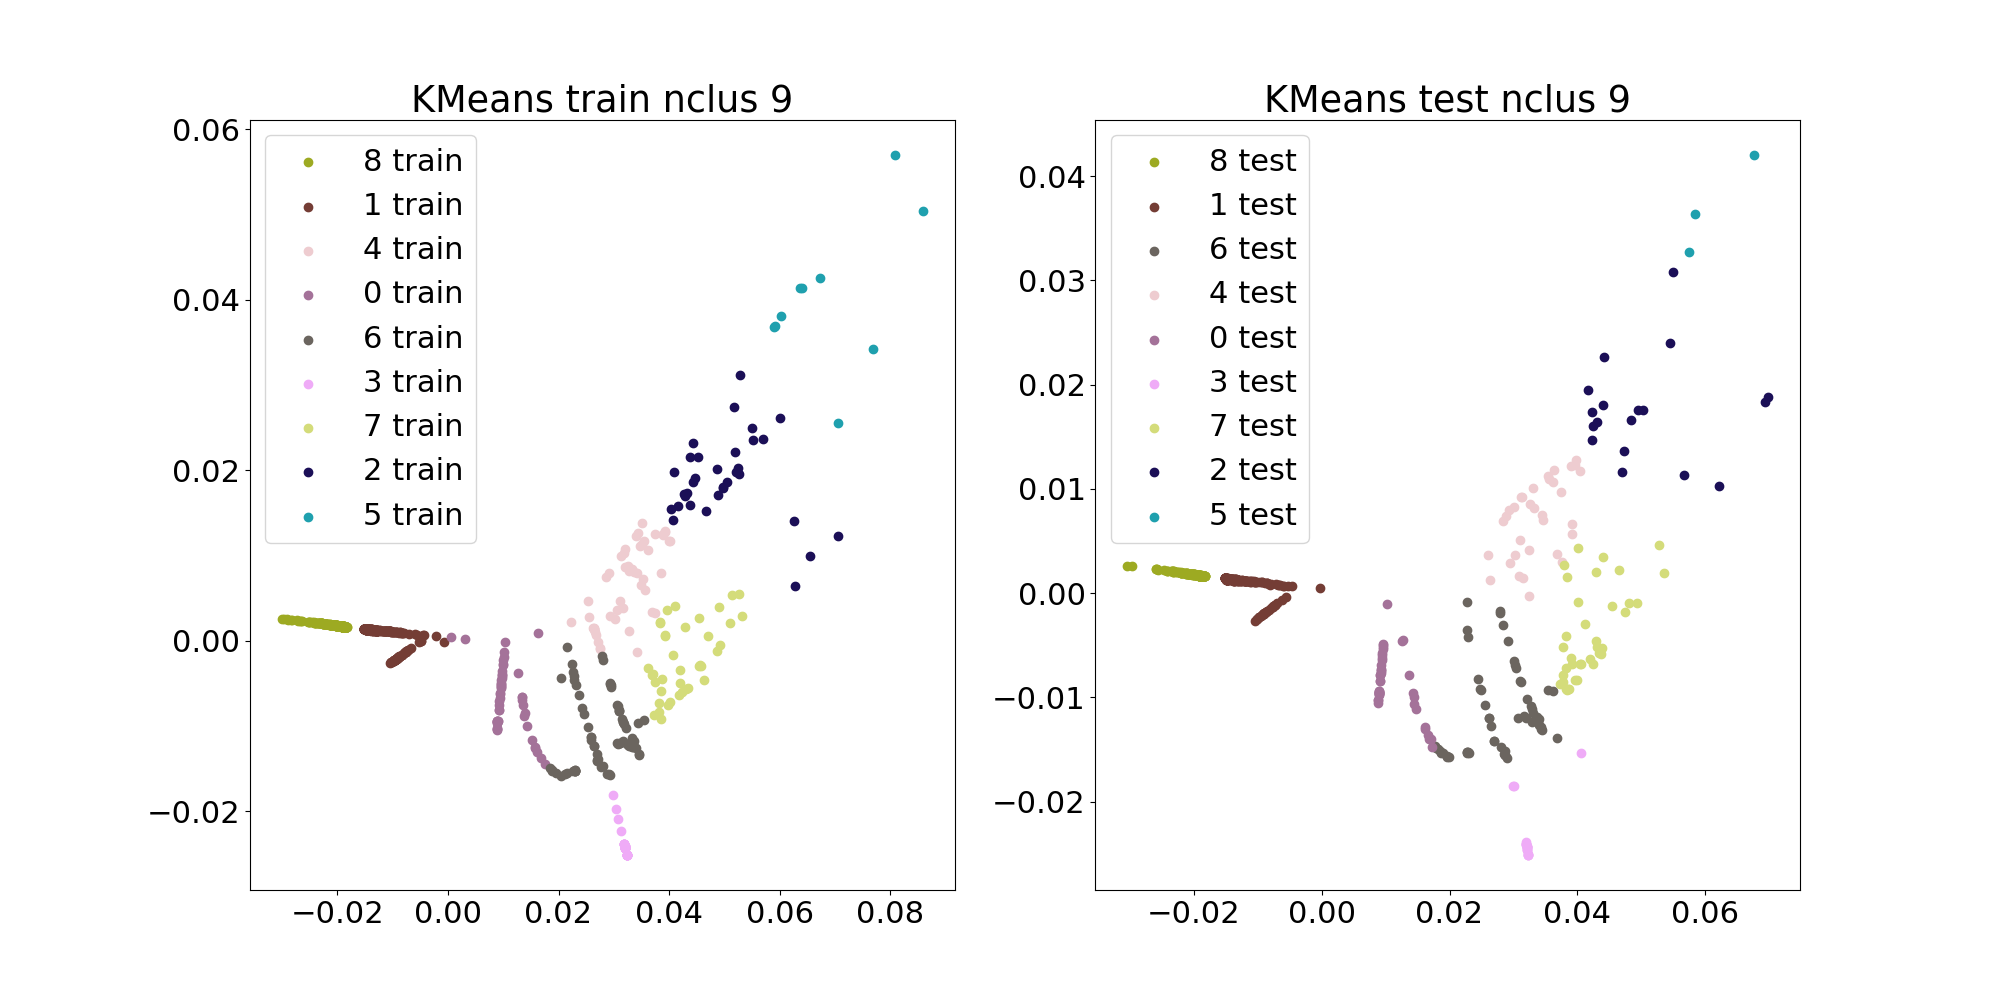 KMeans train nclus 9
0.06
0.04
0.02
0.00
−0.02
8 train
1 train
4 train
0 train
6 train
3 train
7 train
2 train
5 train
−0.02 0.00 0.02 0.04 0.06 0.08
KMeans test nclus 9
0.04
0.03
0.02
0.01
0.00
−0.01
−0.02
8 test
1 test
6 test
4 test
0 test
3 test
7 test
2 test
5 test
−0.02 0.00 0.02 0.04 0.06